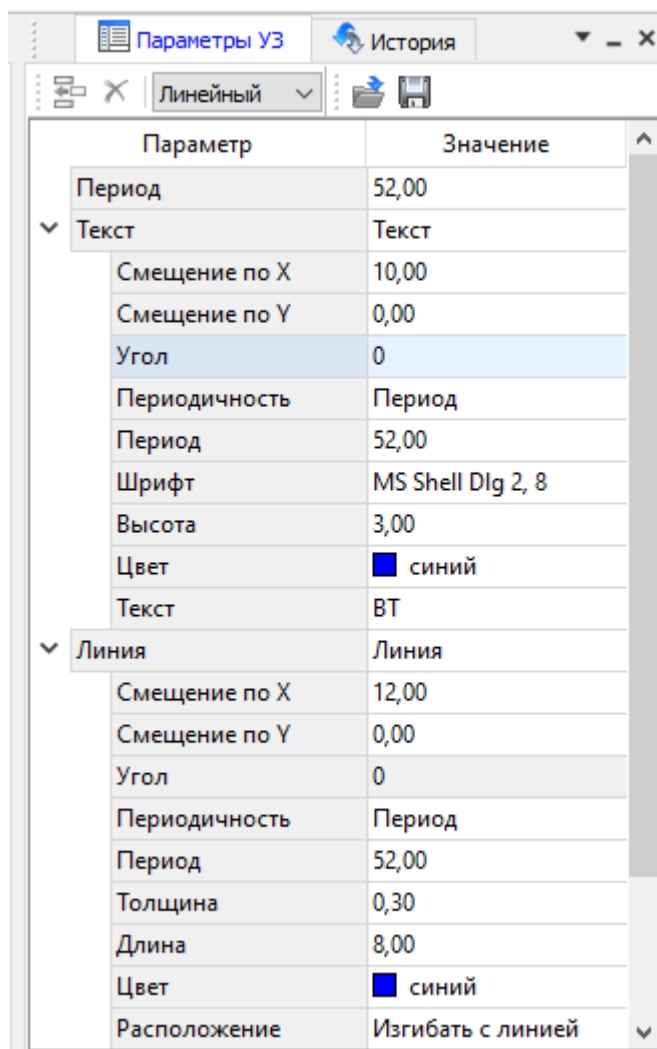 Параметры УЗ История
Линейный
Параметр Значение
Период 52,00
Текст Текст
Смещение по X 10,00
Смещение по Y 0,00
Угол 0
Периодичность Период
Период 52,00
Шрифт MS Shell Dlg 2, 8
Высота 3,00
Цвет синий
Текст ВТ
Линия Линия
Смещение по X 12,00
Смещение по Y 0,00
Угол 0
Периодичность Период
Период 52,00
Толщина 0,30
Длина 8,00
Цвет синий
Расположение Изгибать с линией